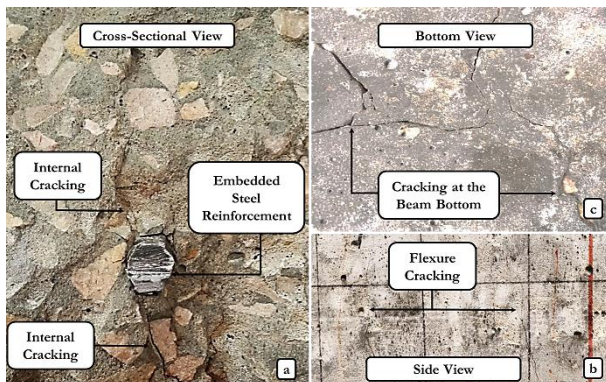 Cross-Sectional View
Internal
Cracking
Embedded
Steel
Reinforcement
Internal
Cracking
a
Bottom View
Cracking at the
Beam Bottom
c
Flexure
Cracking
Side View
b